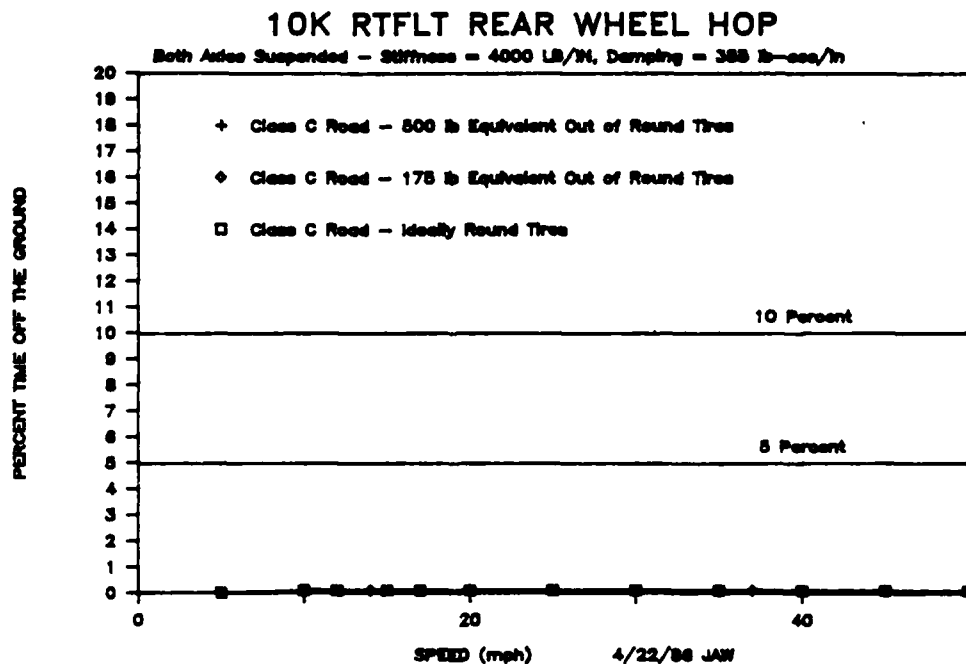 10K RTFLT REAR WHEEL HOP
Both Axles Suspended – Stiffness = 4000 LB/IN, Damping = 385 lb-sec/in
20
19
18
17
16
15
14
13
12
11
10
9
8
7
6
5
4
3
2
1
0
PERCENT TIME OFF THE GROUND
+ Class C Road – 500 lb Equivalent Out of Round Tires
◇ Class C Road – 175 lb Equivalent Out of Round Tires
□ Class C Road – Ideally Round Tires
10 Percent
5 Percent
0 20 40
SPEED (mph) 4/22/86 JAW